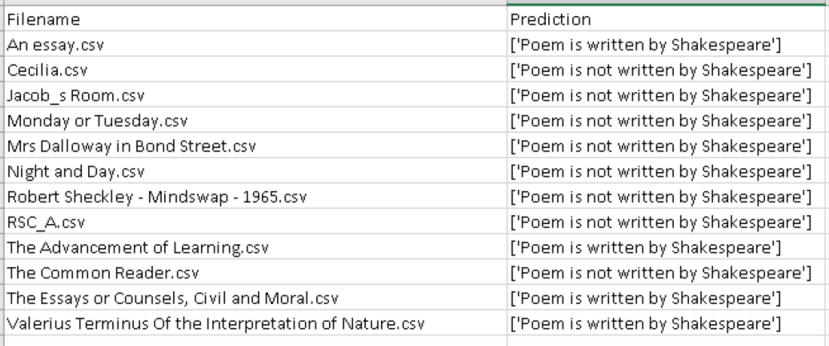 Filename Prediction
An essay.csv ['Poem is written by Shakespeare']
Cecilia.csv ['Poem is not written by Shakespeare']
Jacob_s Room.csv ['Poem is not written by Shakespeare']
Monday or Tuesday.csv ['Poem is not written by Shakespeare']
Mrs Dalloway in Bond Street.csv ['Poem is not written by Shakespeare']
Night and Day.csv ['Poem is not written by Shakespeare']
Robert Sheckley - Mindswap - 1965.csv ['Poem is not written by Shakespeare']
RSC_A.csv ['Poem is not written by Shakespeare']
The Advancement of Learning.csv ['Poem is written by Shakespeare']
The Common Reader.csv ['Poem is not written by Shakespeare']
The Essays or Counsels, Civil and Moral.csv ['Poem is written by Shakespeare']
Valerius Terminus Of the Interpretation of Nature.csv ['Poem is written by Shakespeare']